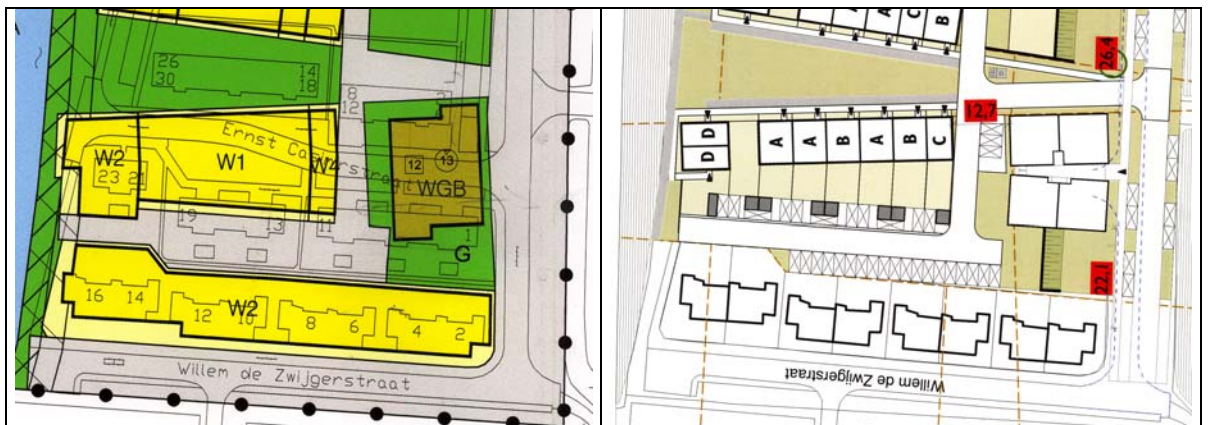 26
30
14
18
8
12
2
Ernst Casijerstraat
W2
23 21
W1
W
12
13
WGB
19
13
11
1
G
16 14
W2
12 10
8 6
4 2
Willem de Zwijgerstraat
A
A
C
B
26,4
12,7
D
D
A
A
B
A
B
C
22,1
Willem de Zwijgerstraat